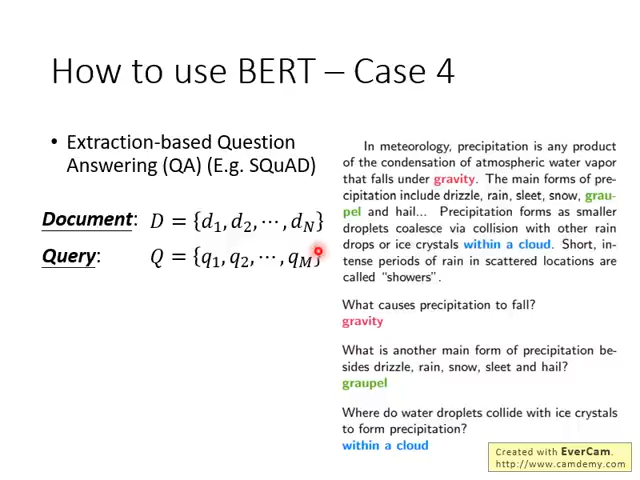 How to use BERT – Case 4
• Extraction-based Question
Answering (QA) (E.g. SQuAD)
Document: D = {d₁, d₂, ⋯, d_N}
Query: Q = {q₁, q₂, ⋯, q_M}
In meteorology, precipitation is any product
of the condensation of atmospheric water vapor
that falls under gravity. The main forms of pre-
cipitation include drizzle, rain, sleet, snow, grau-
pel and hail... Precipitation forms as smaller
droplets coalesce via collision with other rain
drops or ice crystals within a cloud. Short, in-
tense periods of rain in scattered locations are
called “showers”.
What causes precipitation to fall?
gravity
What is another main form of precipitation be-
sides drizzle, rain, snow, sleet and hail?
graupel
Where do water droplets collide with ice crystals
to form precipitation?
within a cloud
Created with EverCam.
http://www.camdemy.com